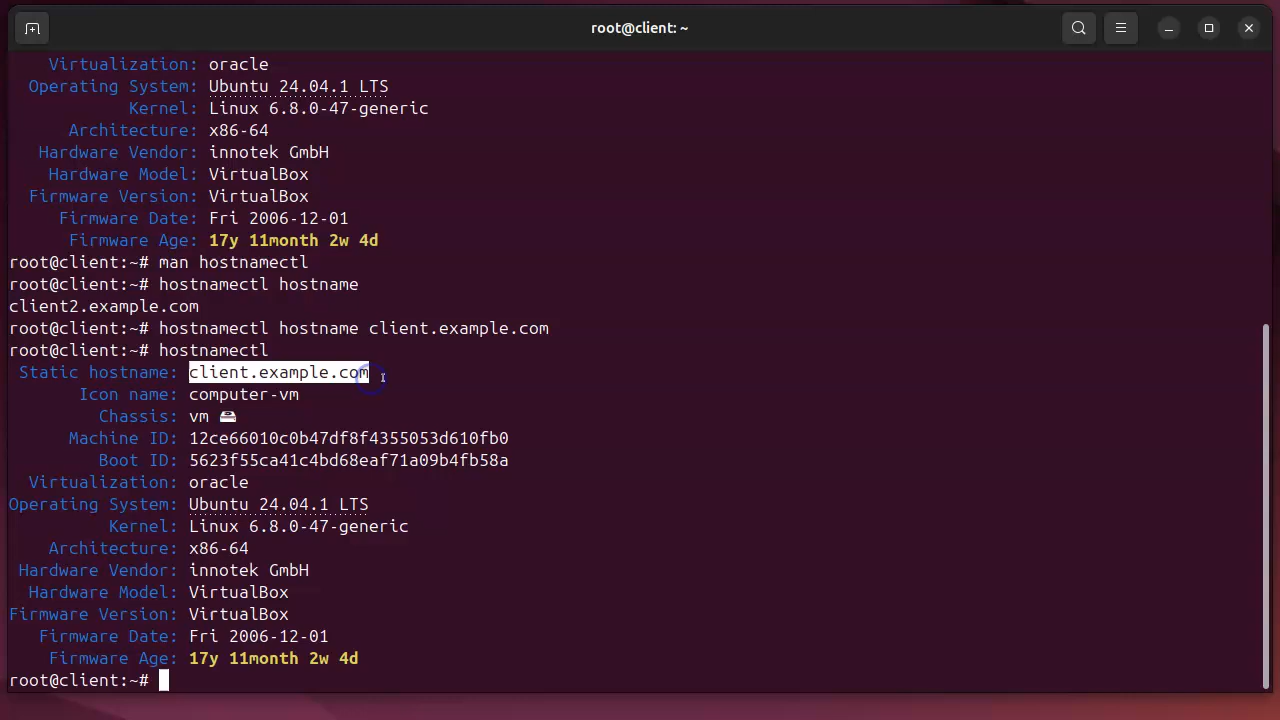 root@client: ~
Virtualization: oracle
Operating System: Ubuntu 24.04.1 LTS
Kernel: Linux 6.8.0-47-generic
Architecture: x86-64
Hardware Vendor: innotek GmbH
Hardware Model: VirtualBox
Firmware Version: VirtualBox
Firmware Date: Fri 2006-12-01
Firmware Age: 17y 11month 2w 4d
root@client:~# man hostnamectl
root@client:~# hostnamectl hostname
client2.example.com
root@client:~# hostnamectl hostname client.example.com
root@client:~# hostnamectl
Static hostname: client.example.com
Icon name: computer-vm
Chassis: vm 🖴
Machine ID: 12ce66010c0b47df8f4355053d610fb0
Boot ID: 5623f55ca41c4bd68eaf71a09b4fb58a
Virtualization: oracle
Operating System: Ubuntu 24.04.1 LTS
Kernel: Linux 6.8.0-47-generic
Architecture: x86-64
Hardware Vendor: innotek GmbH
Hardware Model: VirtualBox
Firmware Version: VirtualBox
Firmware Date: Fri 2006-12-01
Firmware Age: 17y 11month 2w 4d
root@client:~#